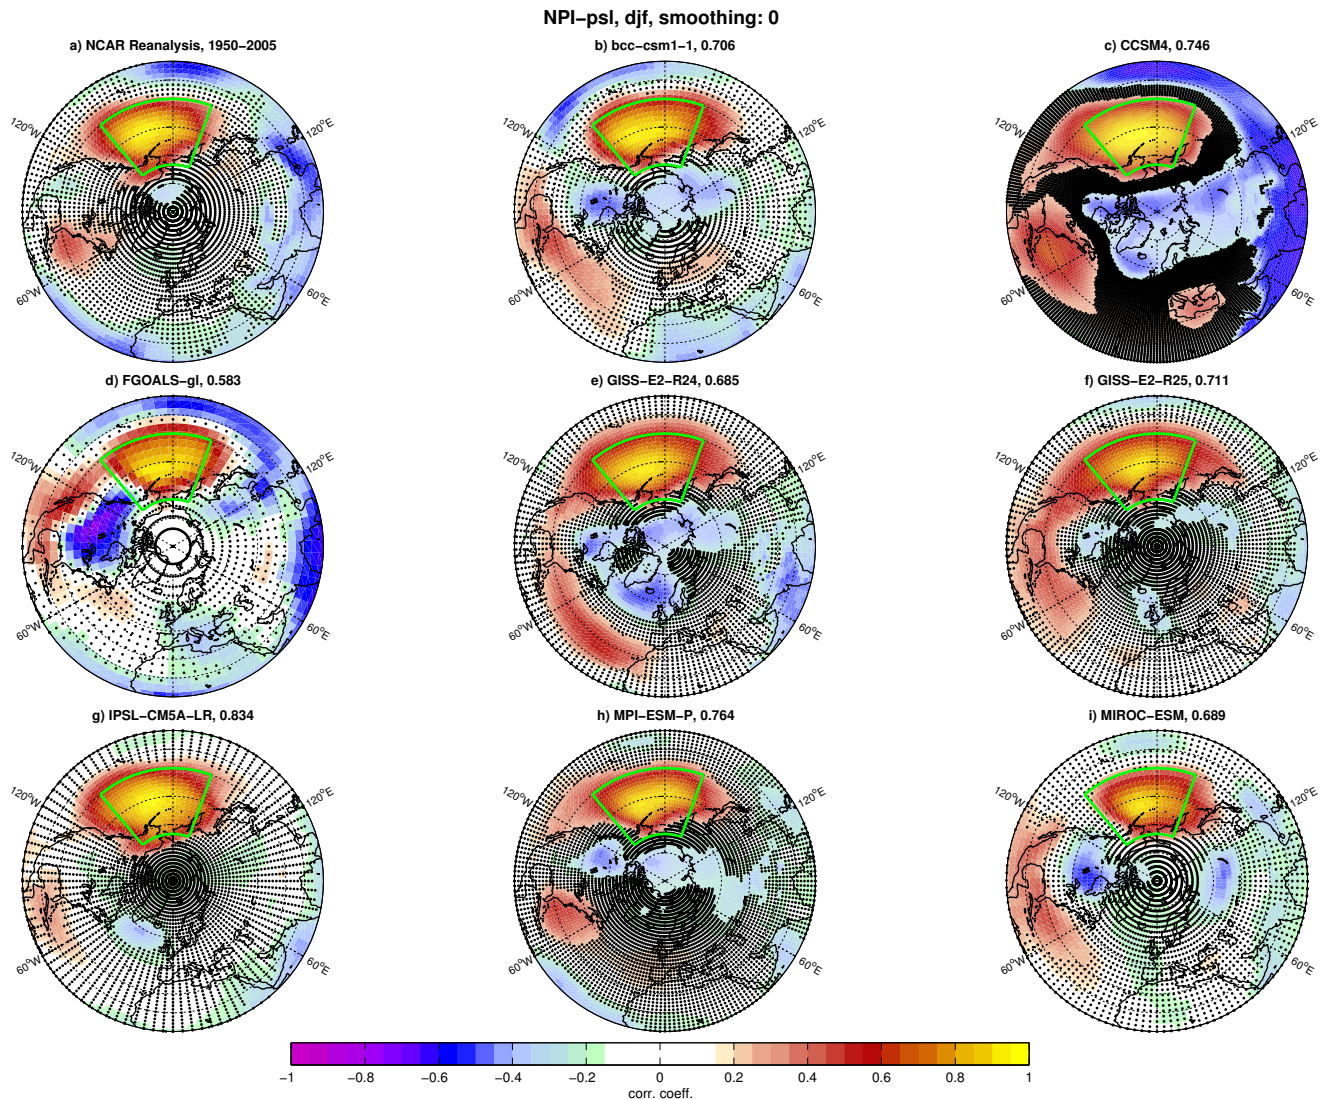 NPI−psl, djf, smoothing: 0
a) NCAR Reanalysis, 1950−2005
b) bcc−csm1−1, 0.706
c) CCSM4, 0.746
120°W
120°E
60°W
60°E
120°W
120°E
60°W
60°E
120°W
120°E
60°W
60°E
d) FGOALS−gl, 0.583
e) GISS−E2−R24, 0.685
f) GISS−E2−R25, 0.711
120°W
120°E
60°W
60°E
120°W
120°E
60°W
60°E
120°W
120°E
60°W
60°E
g) IPSL−CM5A−LR, 0.834
h) MPI−ESM−P, 0.764
i) MIROC−ESM, 0.689
120°W
120°E
60°W
60°E
120°W
120°E
60°W
60°E
120°W
120°E
60°W
60°E
−1 −0.8 −0.6 −0.4 −0.2 0 0.2 0.4 0.6 0.8 1
corr. coeff.